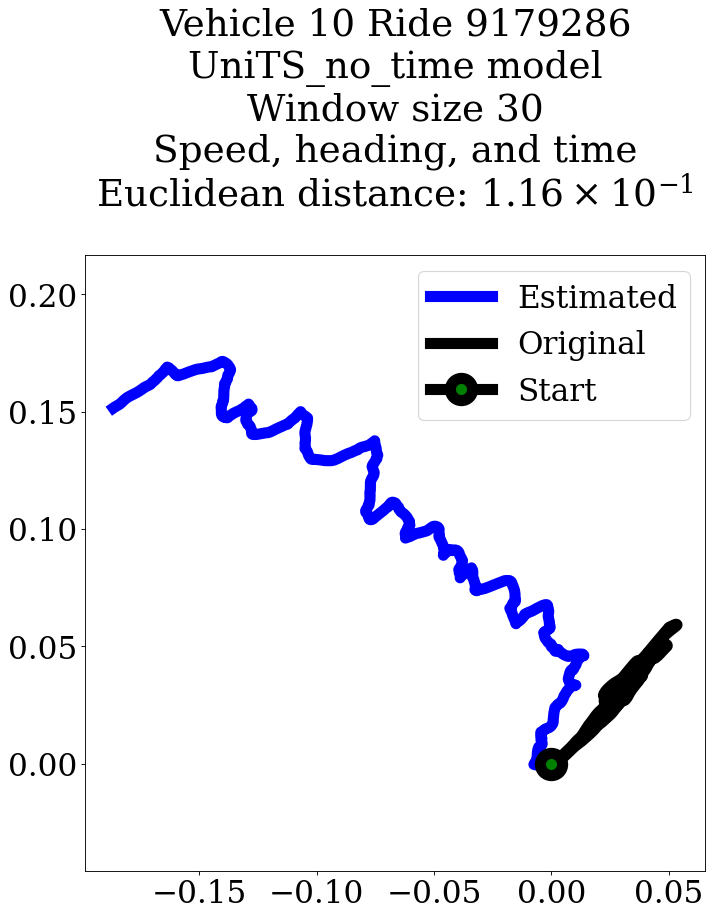 Vehicle 10 Ride 9179286
UniTS_no_time model
Window size 30
Speed, heading, and time
Euclidean distance: $1.16 \times 10^{-1}$
Estimated
Original
Start
0.20
0.15
0.10
0.05
0.00
−0.15 −0.10 −0.05 0.00 0.05